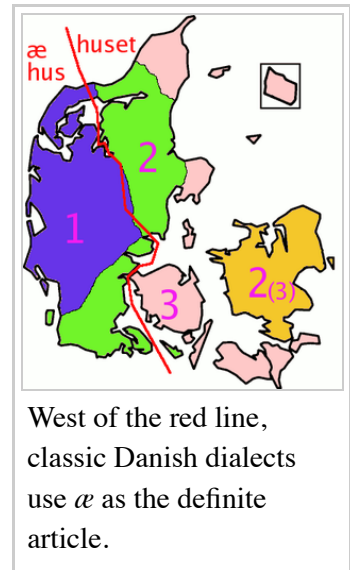 æ huset
hus
2
1
2(3)
3
West of the red line,
classic Danish dialects
use æ as the definite
article.